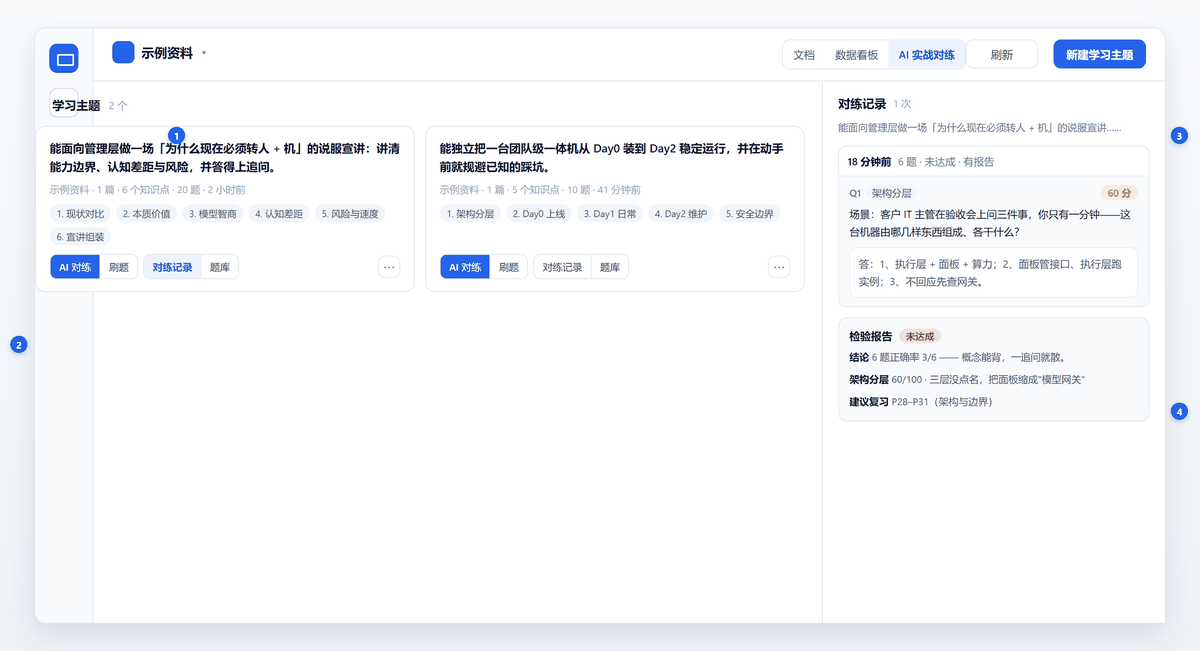 示例资料
文档 数据看板 AI 实战对练 刷新 新建学习主题
学习主题 2 个
1
能面向管理层做一场「为什么现在必须转人 + 机」的说服宣讲：讲清
能力边界、认知差距与风险，并答得上追问。
示例资料 · 1 篇 · 6 个知识点 · 20 题 · 2 小时前
1. 现状对比 2. 本质价值 3. 模型智商 4. 认知差距 5. 风险与速度
6. 宣讲组装
AI 对练 刷题 对练记录 题库 ...
能独立把一台团队级一体机从 Day0 装到 Day2 稳定运行，并在动手
前就规避已知的踩坑。
示例资料 · 1 篇 · 5 个知识点 · 10 题 · 41 分钟前
1. 架构分层 2. Day0 上线 3. Day1 日常 4. Day2 维护 5. 安全边界
AI 对练 刷题 对练记录 题库 ...
2
对练记录 1 次
能面向管理层做一场「为什么现在必须转人 + 机」的说服宣讲……
3
18 分钟前 6 题 · 未达成 · 有报告
Q1 架构分层 60 分
场景：客户 IT 主管在验收会上问三件事，你只有一分钟——这
台机器由哪几样东西组成、各干什么？
答：1、执行层 + 面板 + 算力；2、面板管接口、执行层跑
实例；3、不回应先查网关。
检验报告 未达成
结论 6 题正确率 3/6 —— 概念能背，一追问就散。
架构分层 60/100 · 三层没点名，把面板缩成"模型网关"
建议复习 P28–P31（架构与边界）
4